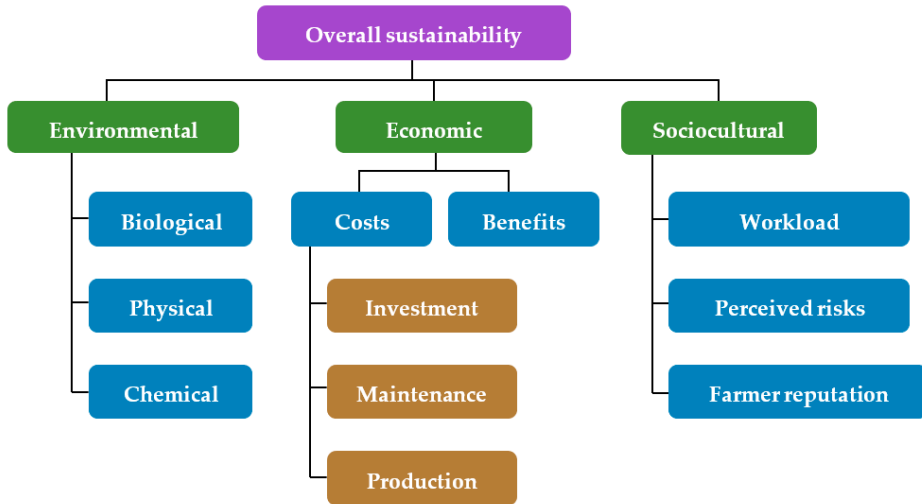 Overall sustainability
Environmental
Economic
Sociocultural
Biological
Costs
Benefits
Workload
Physical
Investment
Perceived risks
Chemical
Maintenance
Farmer reputation
Production